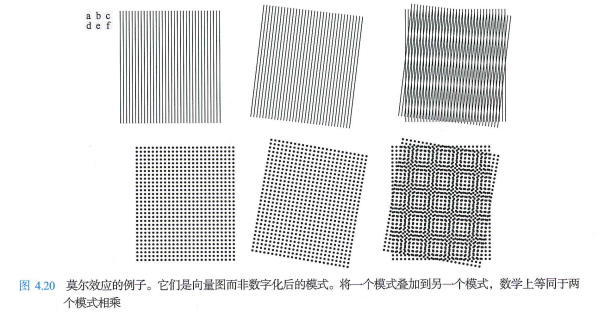 a b c
d e f
图 4.20 莫尔效应的例子。它们是向量图而非数字化后的模式。将一个模式叠加到另一个模式，数学上等同于两
个模式相乘